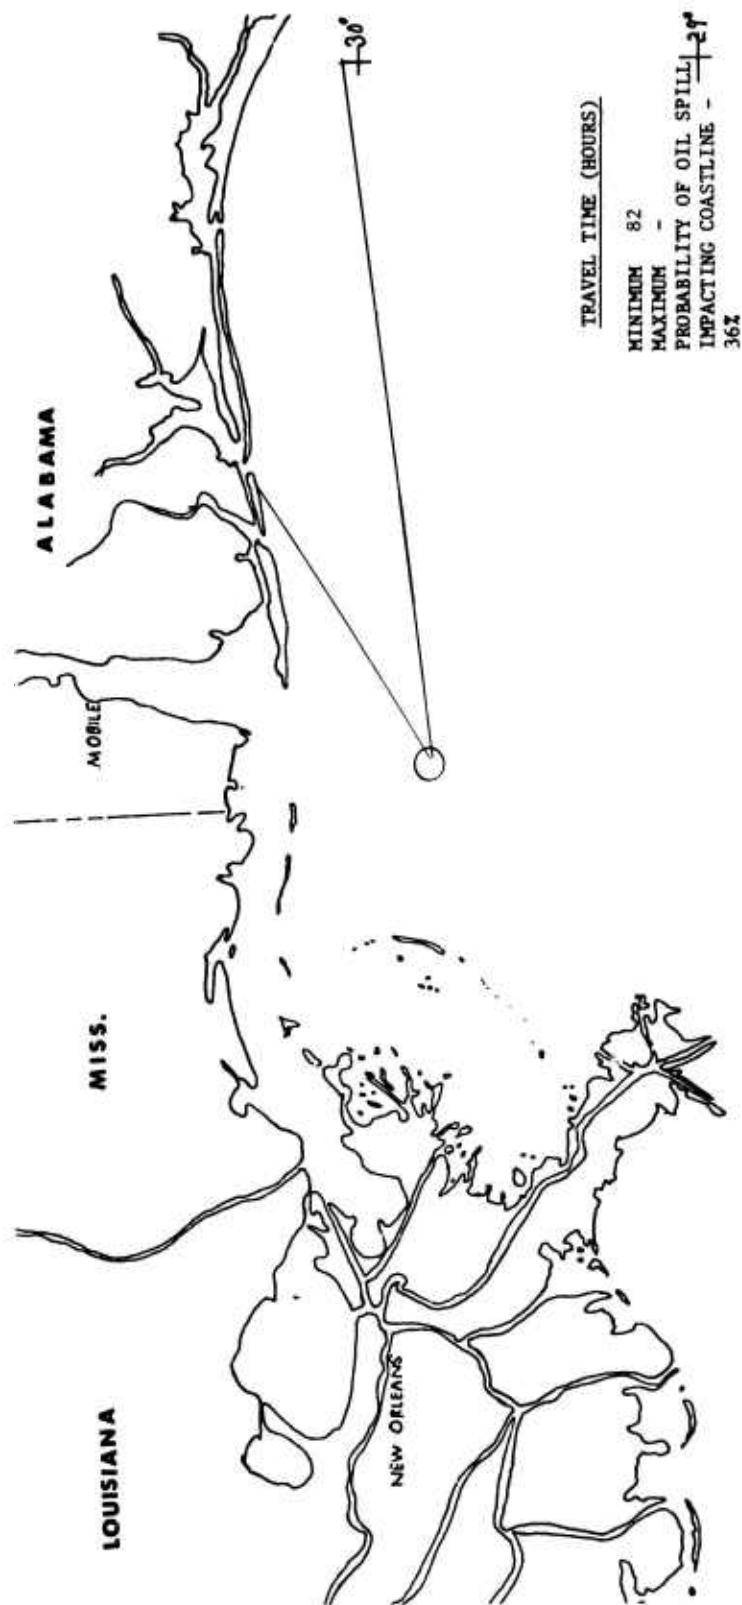 LOUISIANA
MISS.
ALABAMA
MOBILE
NEW ORLEANS
30°
29°
TRAVEL TIME (HOURS)
MINIMUM 82
MAXIMUM -
PROBABILITY OF OIL SPILL
IMPACTING COASTLINE -
36%